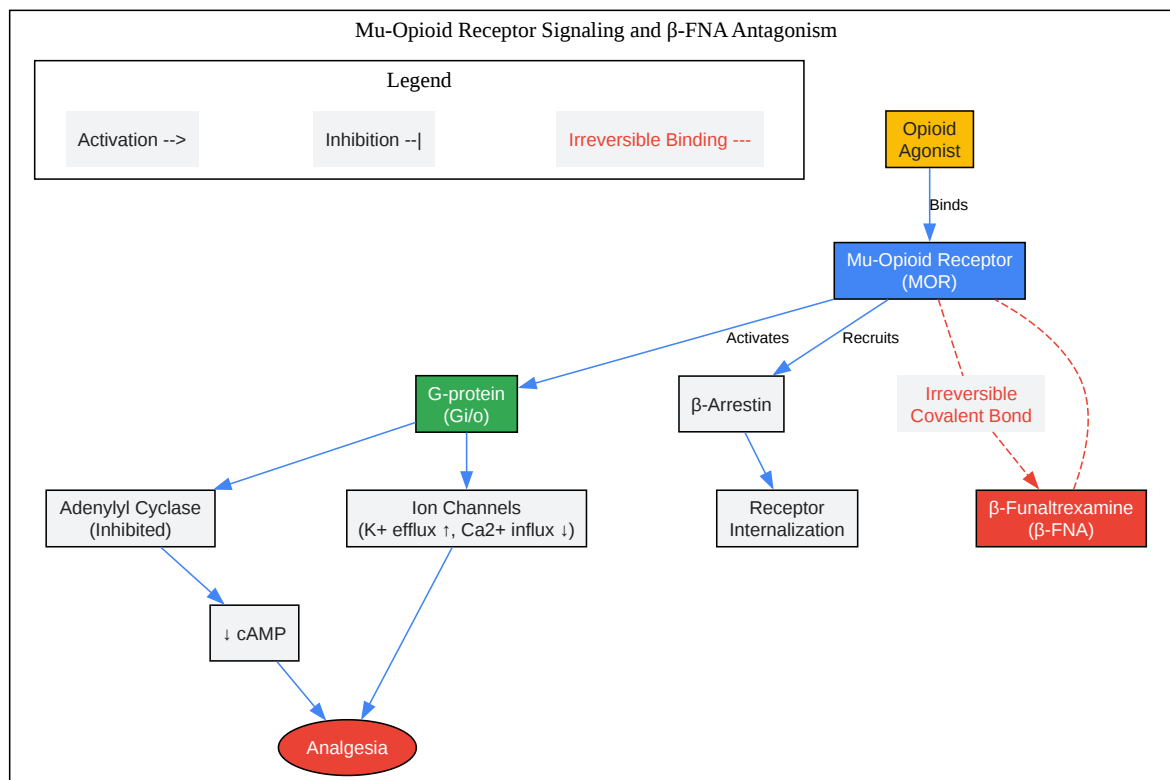 Mu-Opioid Receptor Signaling and β-FNA Antagonism
Legend
Activation -->
Inhibition --|
Irreversible Binding ---
Opioid
Agonist
Binds
Mu-Opioid Receptor
(MOR)
Activates
Recruits
G-protein
(Gi/o)
β-Arrestin
Irreversible
Covalent Bond
Adenylyl Cyclase
(Inhibited)
Ion Channels
(K+ efflux ↑, Ca2+ influx ↓)
Receptor
Internalization
β-Funaltrexamine
(β-FNA)
↓ cAMP
Analgesia